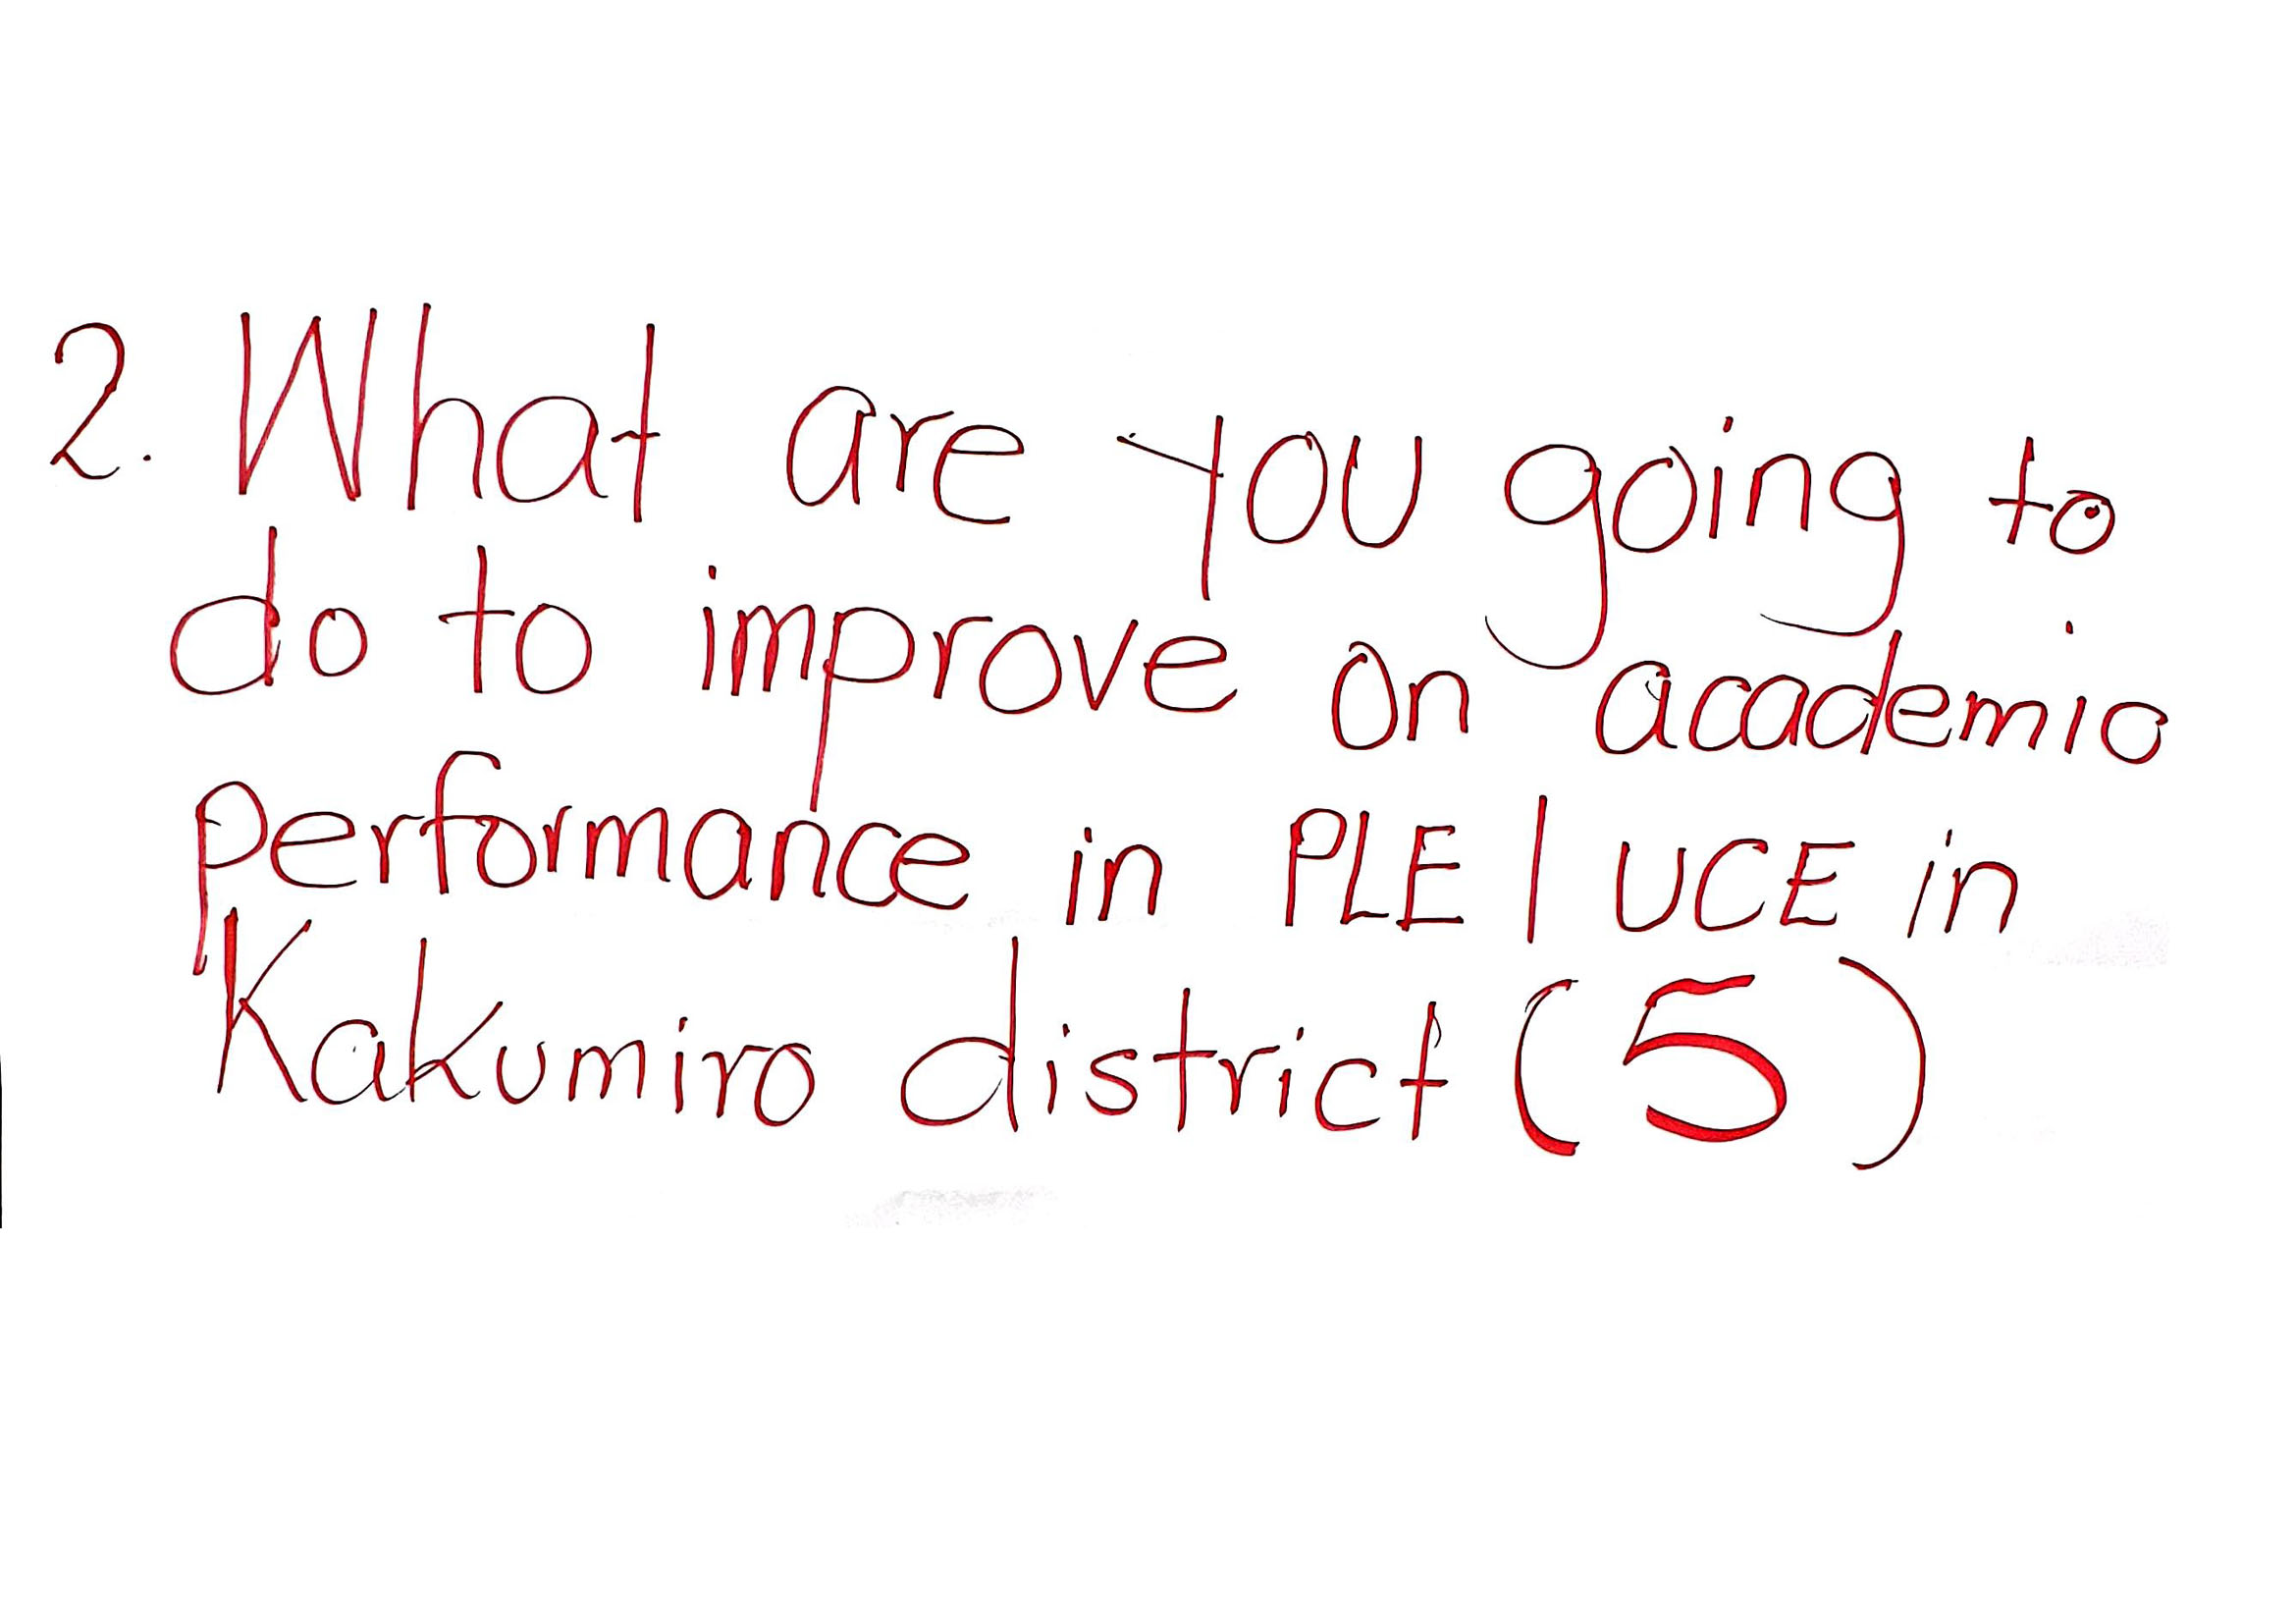 2. What are you going to
do to improve on academic
performance in PLE / UCE in
Kakumiro district (5)